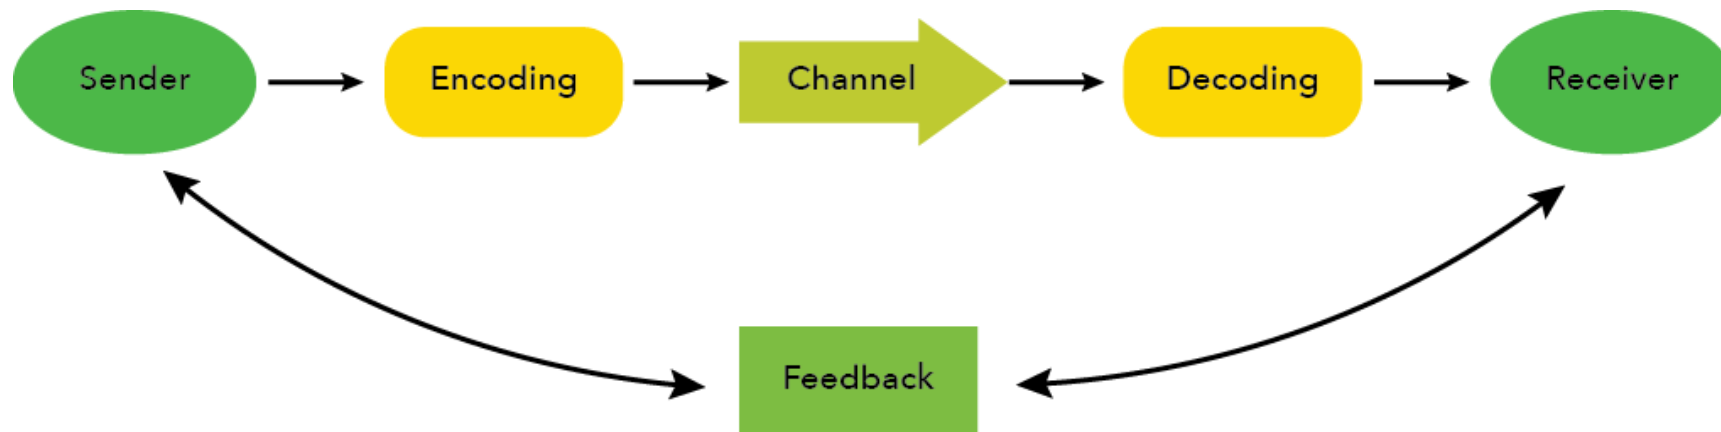 Sender
Encoding
Channel
Decoding
Receiver
Feedback